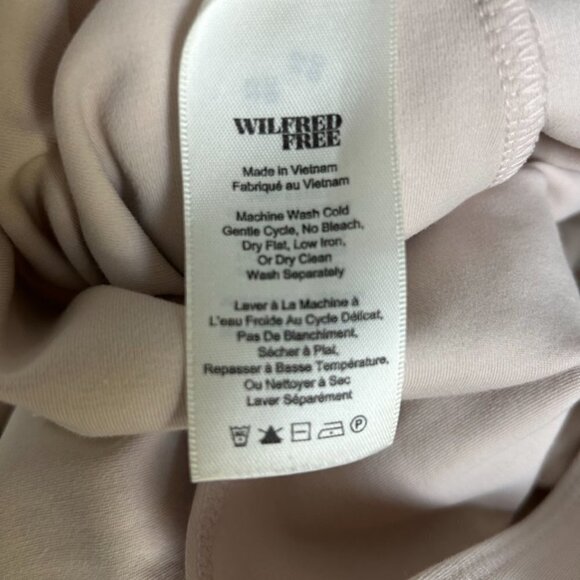 WILFRED
FREE
Made in Vietnam
Fabriqué au Vietnam
Machine Wash Cold
Gentle Cycle, No Bleach,
Dry Flat, Low Iron,
Or Dry Clean
Wash Separately
Laver à La Machine à
L'eau Froide Au Cycle Délicat,
Pas De Blanchiment,
Sécher à Plat,
Repasser à Basse Température,
Ou Nettoyer à Sec
Laver Séparément
P